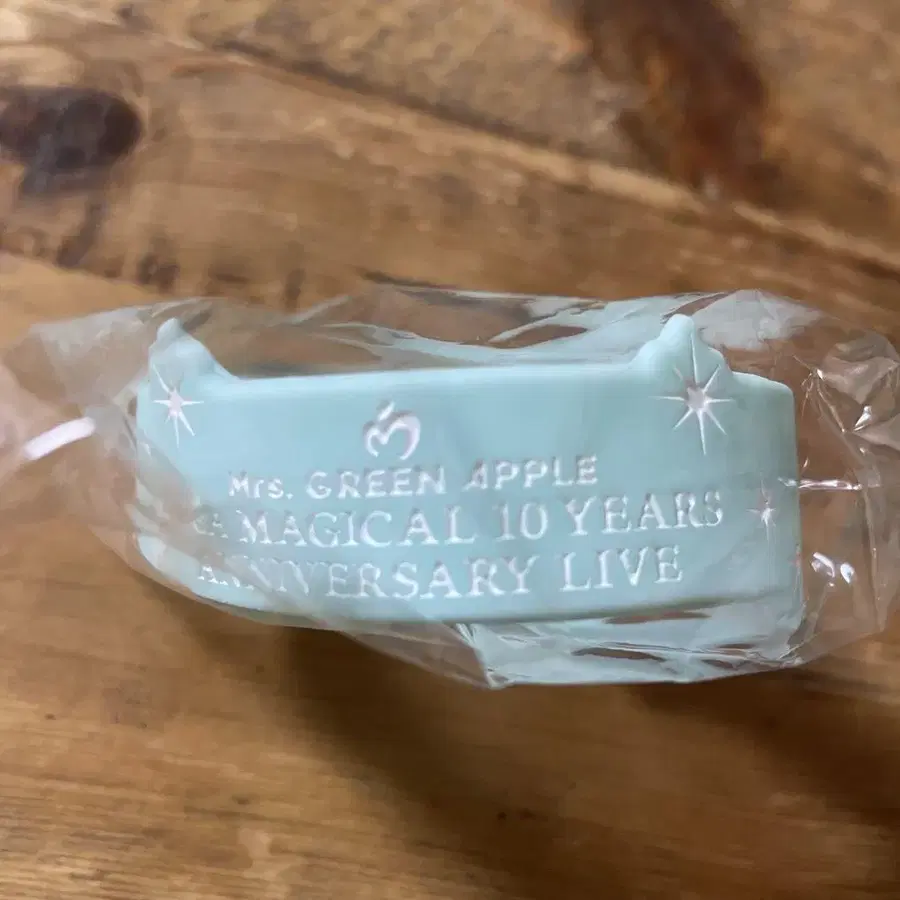 Mrs. GREEN APPLE
MAGICAL 10 YEARS
ANNIVERSARY LIVE